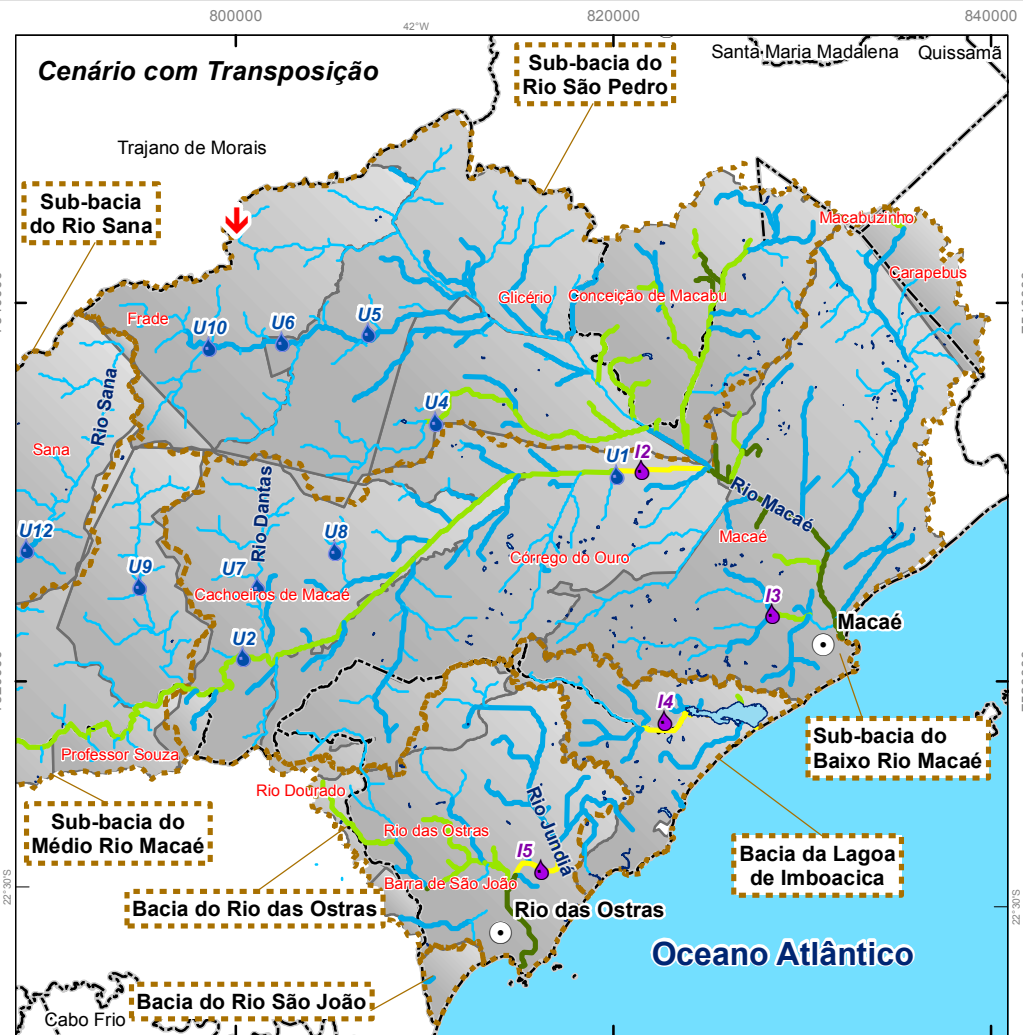 800000
820000
840000
42°W
Cenário com Transposição
Sub-bacia do
Rio São Pedro
Santa Maria Madalena
Quissamã
Trajano de Morais
Sub-bacia
do Rio Sana
Macabuzinho
Carapebus
Glicério
Conceição de Macabu
Frade
U10
U6
U5
Rio Sana
U4
Sana
U1
I2
Rio Dantas
Rio Macaé
U12
U8
Macaé
Córrego do Ouro
U9
U7
Cachoeiros de Macaé
I3
Macaé
U2
I4
Professor Souza
Sub-bacia do
Baixo Rio Macaé
Rio Dourado
Sub-bacia do
Médio Rio Macaé
Rio das Ostras
Rio Jundiá
I5
Bacia da Lagoa
de Imboacica
Barra de São João
22°30'S
22°30'S
Bacia do Rio das Ostras
Rio das Ostras
Oceano Atlântico
Bacia do Rio São João
Cabo Frio